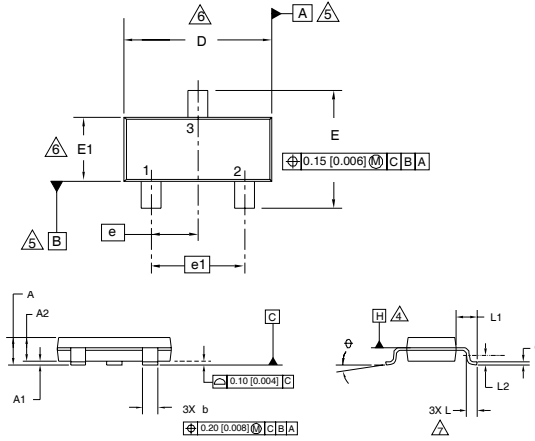 6
D
A 5
3
E
6 E1
⌖ 0.15 [0.006] Ⓜ C B A
1 2
5 B
e
e1
A
A2
A1
C
⌓ 0.10 [0.004] C
3X b
⌖ 0.20 [0.008] Ⓜ C B A
H 4
L1
θ
L2
3X L
7